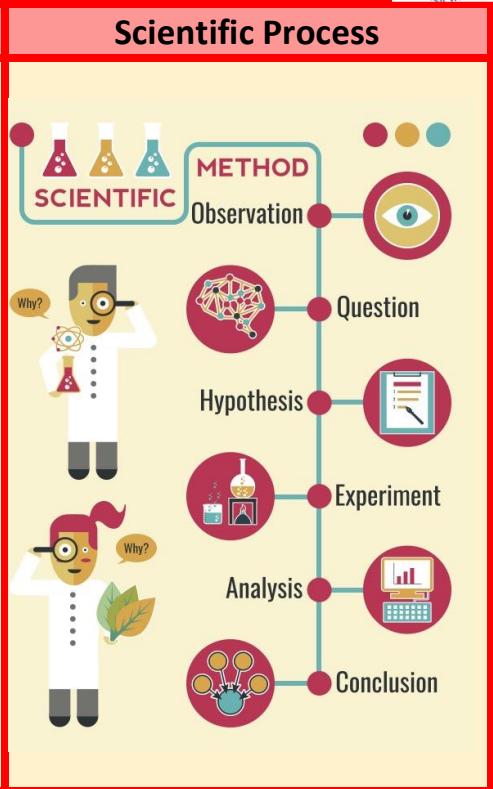 Scientific Process
SCIENTIFIC
METHOD
Observation
Why?
Question
Hypothesis
Experiment
Why?
Analysis
Conclusion